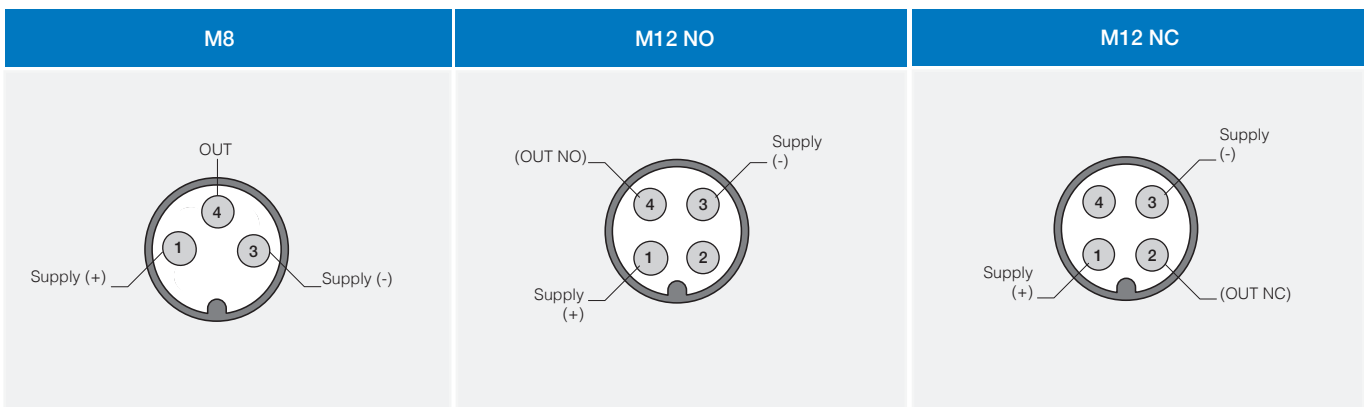 M8
M12 NO
M12 NC
OUT
4
1
3
Supply (+)
Supply (-)
(OUT NO)
Supply
(-)
4
3
1
2
Supply
(+)
Supply
(-)
4
3
1
2
Supply
(+)
(OUT NC)